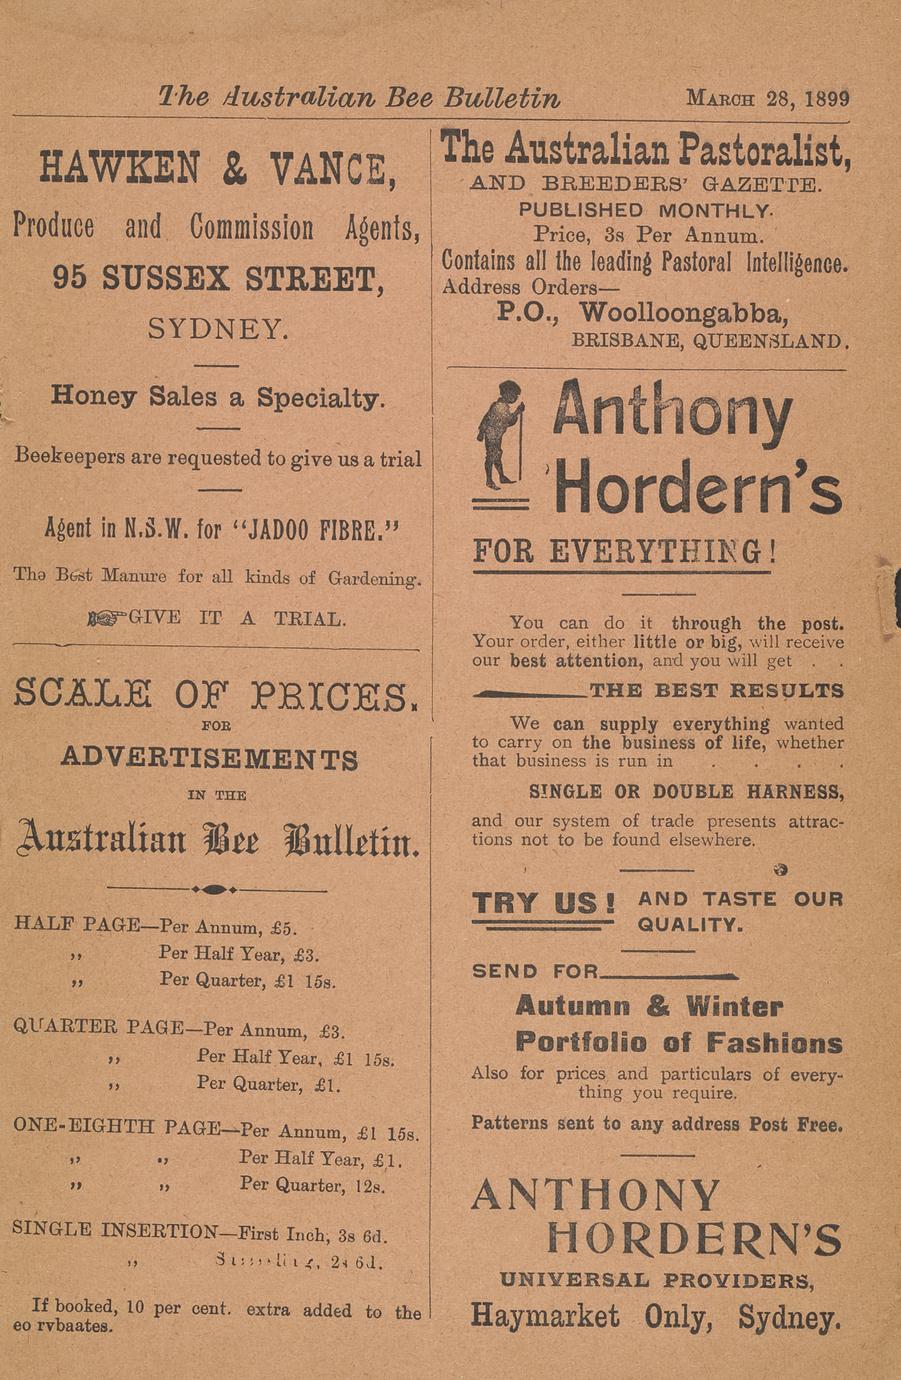 The Australian Bee Bulletin MARCH 28, 1899
HAWKEN & VANCE,
Produce and Commission Agents,
95 SUSSEX STREET,
SYDNEY.
Honey Sales a Specialty.
Beekeepers are requested to give us a trial
Agent in N.S.W. for “JADOO FIBRE.”
The Best Manure for all kinds of Gardening.
GIVE IT A TRIAL.
SCALE OF PRICES.
FOR
ADVERTISEMENTS
IN THE
Australian Bee Bulletin.
HALF PAGE—Per Annum, £5.
,, Per Half Year, £3.
,, Per Quarter, £1 15s.
QUARTER PAGE—Per Annum, £3.
,, Per Half Year, £1 15s.
,, Per Quarter, £1.
ONE-EIGHTH PAGE—Per Annum, £1 15s.
,, ,, Per Half Year, £1.
,, ,, Per Quarter, 12s.
SINGLE INSERTION—First Inch, 3s 6d.
,, 2s 6d.
If booked, 10 per cent. extra added to the
eo rvbaates.
The Australian Pastoralist,
AND BREEDERS’ GAZETTE.
PUBLISHED MONTHLY.
Price, 3s Per Annum.
Contains all the leading Pastoral Intelligence.
Address Orders—
P.O., Woolloongabba,
BRISBANE, QUEENSLAND.
Anthony
Hordern’s
FOR EVERYTHING!
You can do it through the post.
Your order, either little or big, will receive
our best attention, and you will get . .
THE BEST RESULTS
We can supply everything wanted
to carry on the business of life, whether
that business is run in . . . .
SINGLE OR DOUBLE HARNESS,
and our system of trade presents attrac-
tions not to be found elsewhere.
TRY US! AND TASTE OUR
QUALITY.
SEND FOR
Autumn & Winter
Portfolio of Fashions
Also for prices and particulars of every-
thing you require.
Patterns sent to any address Post Free.
ANTHONY
HORDERN’S
UNIVERSAL PROVIDERS,
Haymarket Only, Sydney.